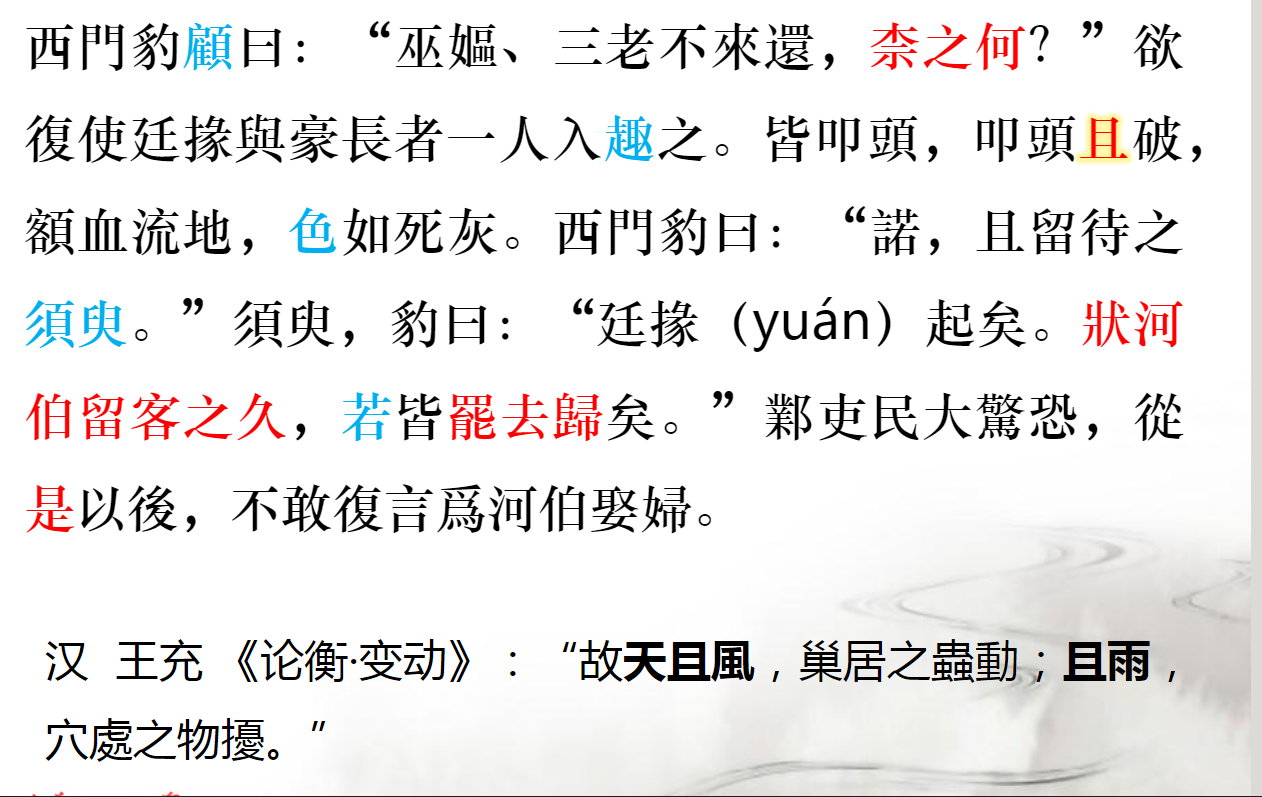 西門豹顧曰：“巫嫗、三老不來還，柰之何？”欲
復使廷掾與豪長者一人入趣之。皆叩頭，叩頭且破，
額血流地，色如死灰。西門豹曰：“諾，且留待之
須臾。”須臾，豹曰：“廷掾（yuán）起矣。狀河
伯留客之久，若皆罷去歸矣。”鄴吏民大驚恐，從
是以後，不敢復言爲河伯娶婦。
汉 王充《论衡·变动》：“故天且風，巢居之蟲動；且雨，
穴處之物擾。”